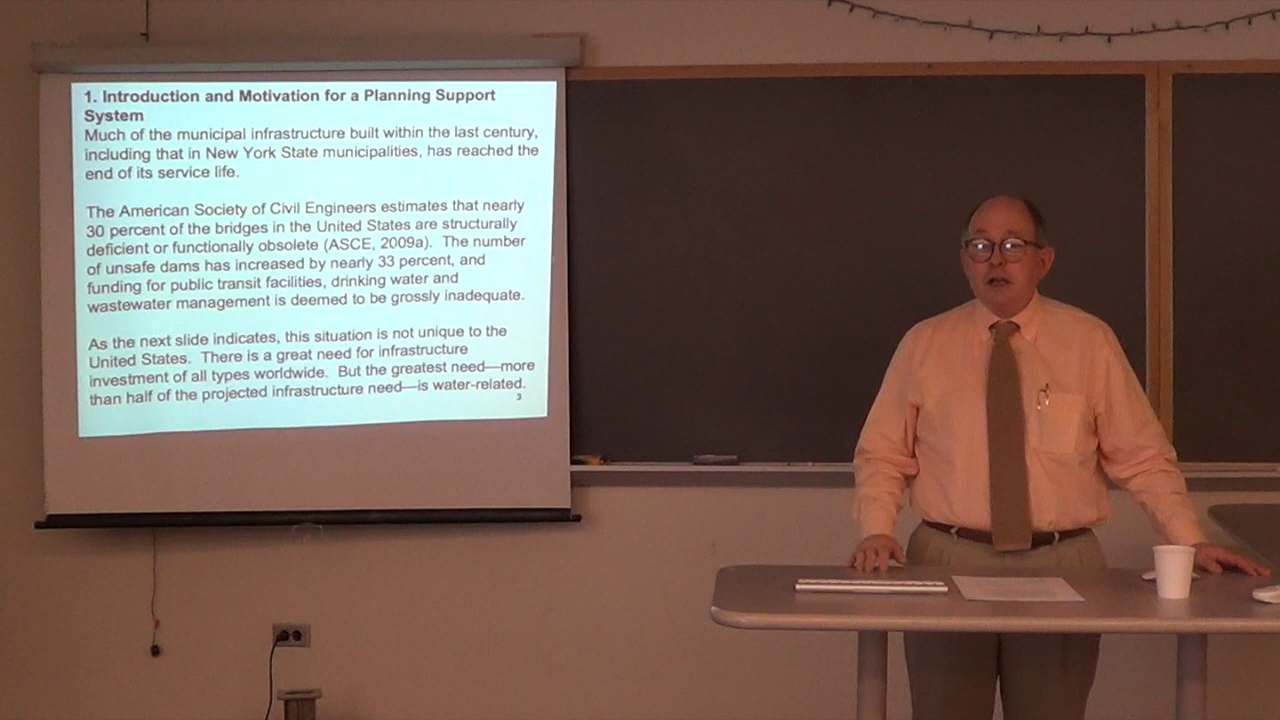 1. Introduction and Motivation for a Planning Support
System
Much of the municipal infrastructure built within the last century,
including that in New York State municipalities, has reached the
end of its service life.
The American Society of Civil Engineers estimates that nearly
30 percent of the bridges in the United States are structurally
deficient or functionally obsolete (ASCE, 2009a). The number
of unsafe dams has increased by nearly 33 percent, and
funding for public transit facilities, drinking water and
wastewater management is deemed to be grossly inadequate.
As the next slide indicates, this situation is not unique to the
United States. There is a great need for infrastructure
investment of all types worldwide. But the greatest need—more
than half of the projected infrastructure need—is water-related.
3